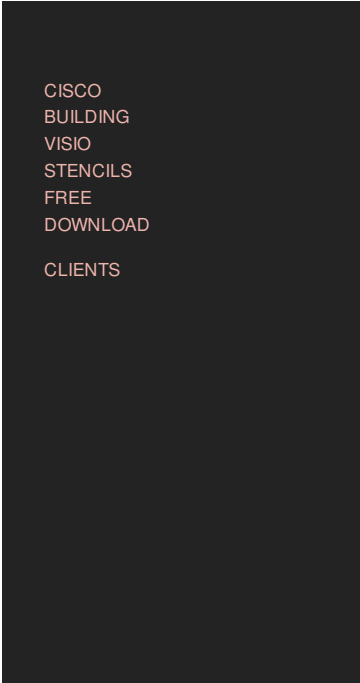 CISCO
BUILDING
VISIO
STENCILS
FREE
DOWNLOAD
CLIENTS